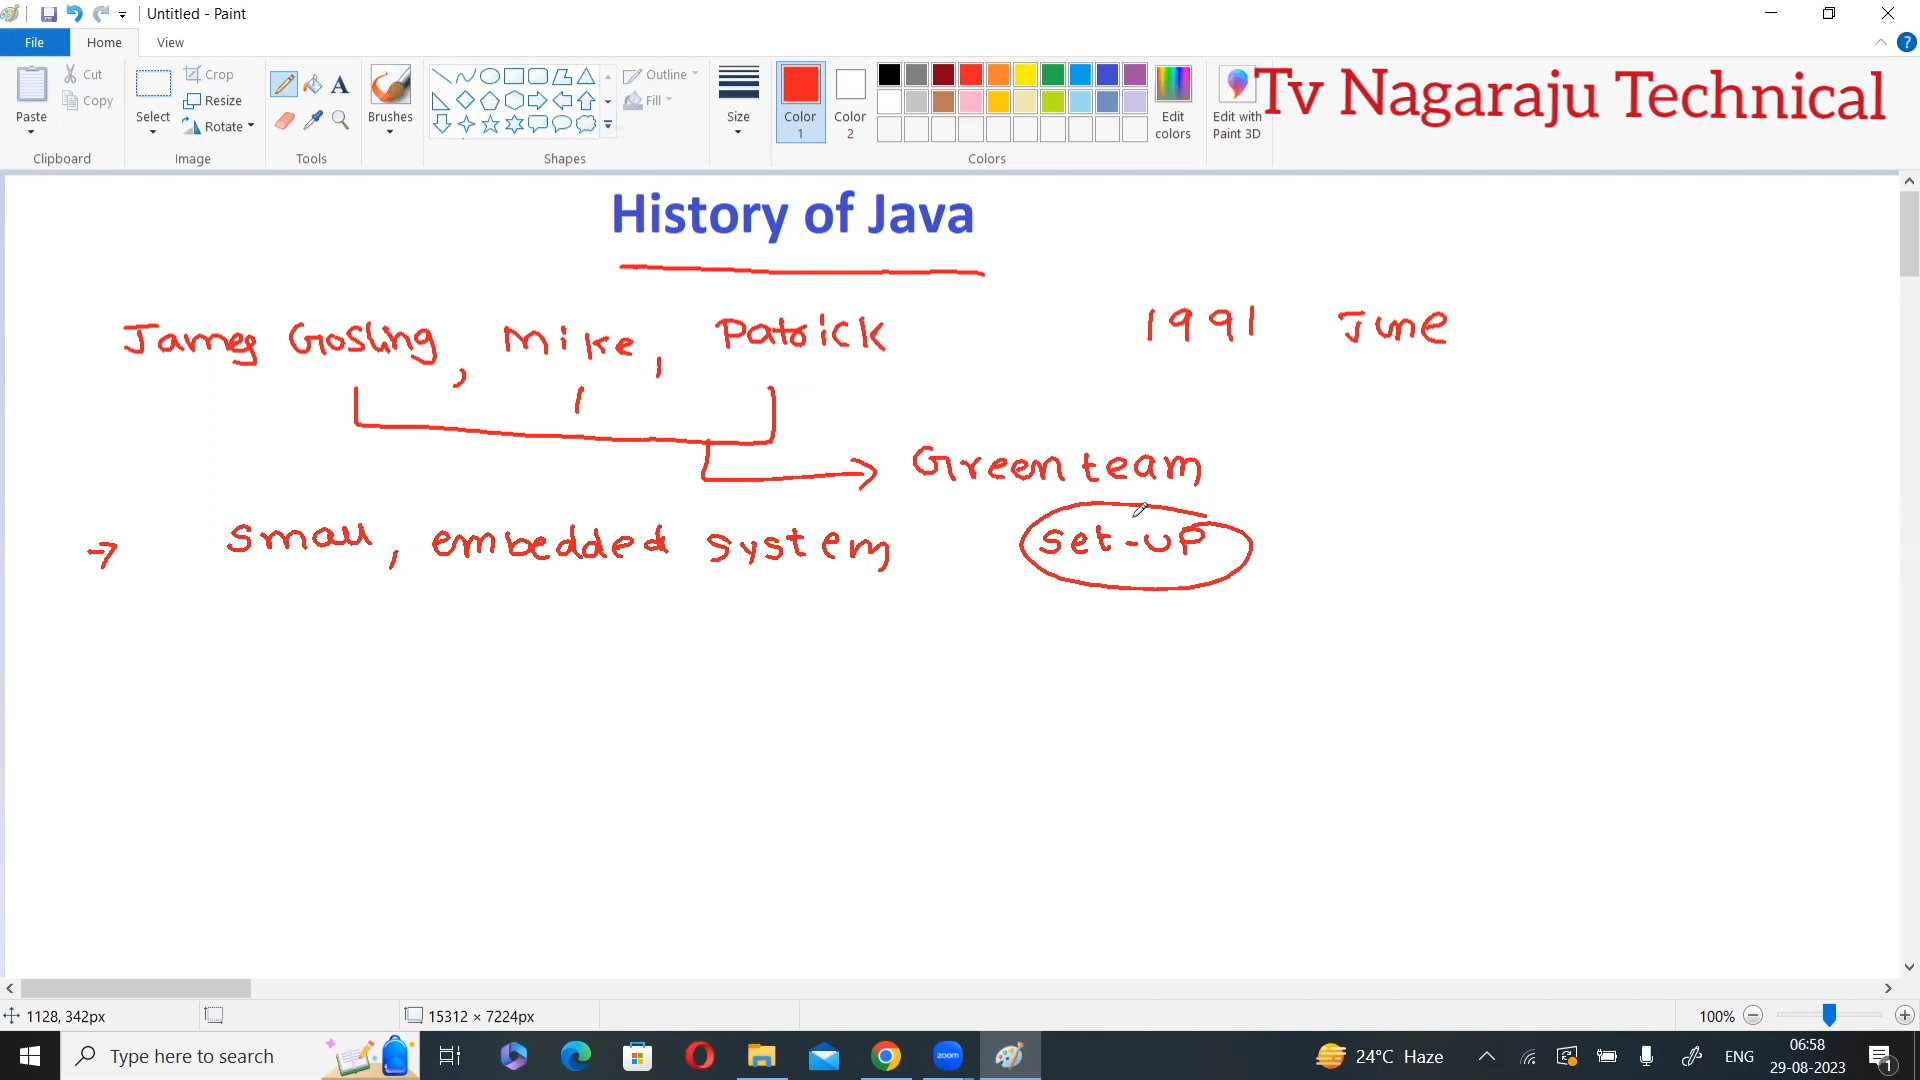 Untitled - Paint
File Home View
Cut
Copy
Paste
Clipboard
Select
Crop
Resize
Rotate
Image
Tools
Brushes
Outline
Fill
Shapes
Size
Color 1
Color 2
Edit colors
Edit with Paint 3D
Colors
Tv Nagaraju Technical
History of Java
James Gosling, Mike, Patrick 1991 June
Green team
→ Small, embedded system Set-UP
1128, 342px
15312 × 7224px
100%
Type here to search
zoom
24°C Haze
ENG
06:58
29-08-2023
1